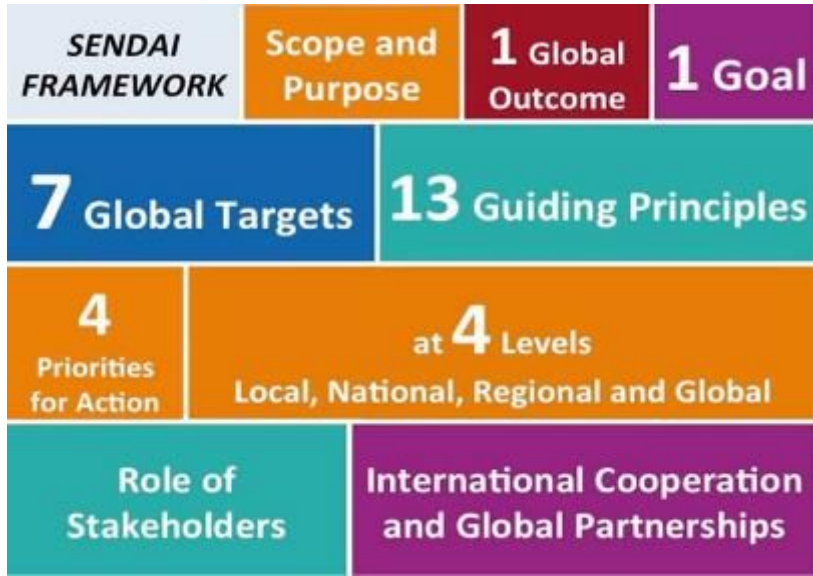 SENDAI
FRAMEWORK
Scope and
Purpose
1 Global
Outcome
1 Goal
7 Global Targets
13 Guiding Principles
4
Priorities
for Action
at 4 Levels
Local, National, Regional and Global
Role of
Stakeholders
International Cooperation
and Global Partnerships